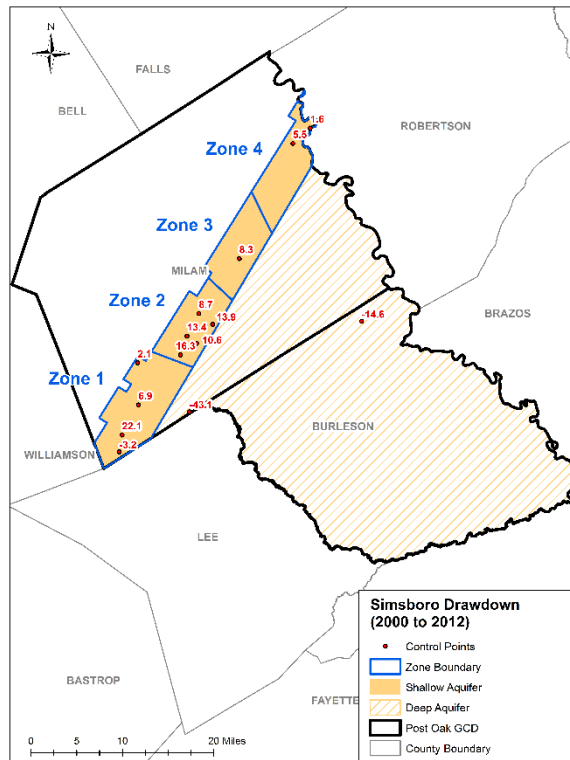 N
FALLS
BELL
ROBERTSON
1.6
5.5
Zone 4
Zone 3
8.3
MILAM
Zone 2
8.7
13.9
13.4
10.6
16.3
-14.6
BRAZOS
2.1
Zone 1
6.9
-43.1
22.1
BURLESON
-3.2
WILLIAMSON
LEE
BASTROP
FAYETTE
Simsboro Drawdown
(2000 to 2012)
Control Points
Zone Boundary
Shallow Aquifer
Deep Aquifer
Post Oak GCD
County Boundary
0 5 10 20 Miles